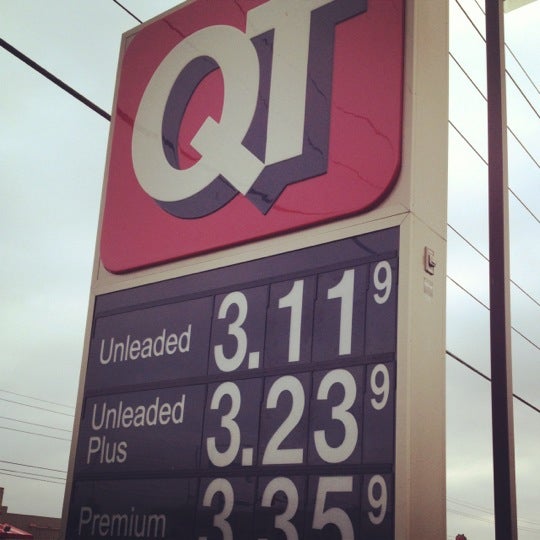 QT
Unleaded 3.11 9
Unleaded Plus 3.23 9
Premium 3.35 9